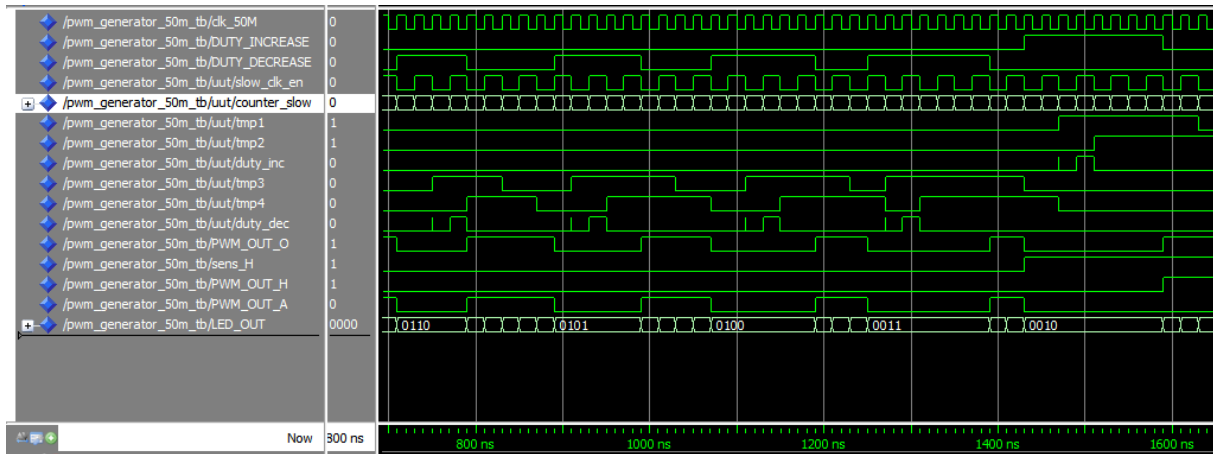 /pwm_generator_50m_tb/clk_50M 0
/pwm_generator_50m_tb/DUTY_INCREASE 0
/pwm_generator_50m_tb/DUTY_DECREASE 0
/pwm_generator_50m_tb/uut/slow_clk_en 0
/pwm_generator_50m_tb/uut/counter_slow 0
/pwm_generator_50m_tb/uut/tmp1 1
/pwm_generator_50m_tb/uut/tmp2 1
/pwm_generator_50m_tb/uut/duty_inc 0
/pwm_generator_50m_tb/uut/tmp3 0
/pwm_generator_50m_tb/uut/tmp4 0
/pwm_generator_50m_tb/uut/duty_dec 0
/pwm_generator_50m_tb/PWM_OUT_O 1
/pwm_generator_50m_tb/sens_H 1
/pwm_generator_50m_tb/PWM_OUT_H 1
/pwm_generator_50m_tb/PWM_OUT_A 0
/pwm_generator_50m_tb/LED_OUT 0000 0110 0101 0100 0011 0010
Now 300 ns 800 ns 1000 ns 1200 ns 1400 ns 1600 ns